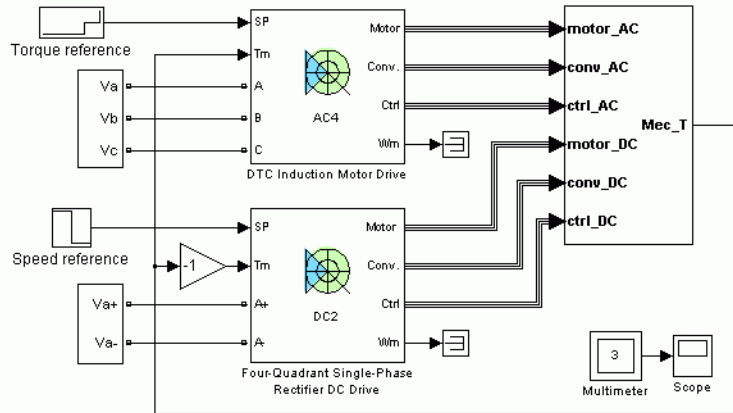 SP
Torque reference
Tm
Va
A
Vb
B
Vc
C
Motor
Conv.
Ctrl
Wm
AC4
DTC Induction Motor Drive
motor_AC
conv_AC
ctrl_AC
Mec_T
motor_DC
conv_DC
ctrl_DC
SP
Speed reference
-1
Tm
Va+
A+
Va-
A-
Motor
Conv.
Ctrl
Wm
DC2
Four-Quadrant Single-Phase
Rectifier DC Drive
3
Multimeter
Scope